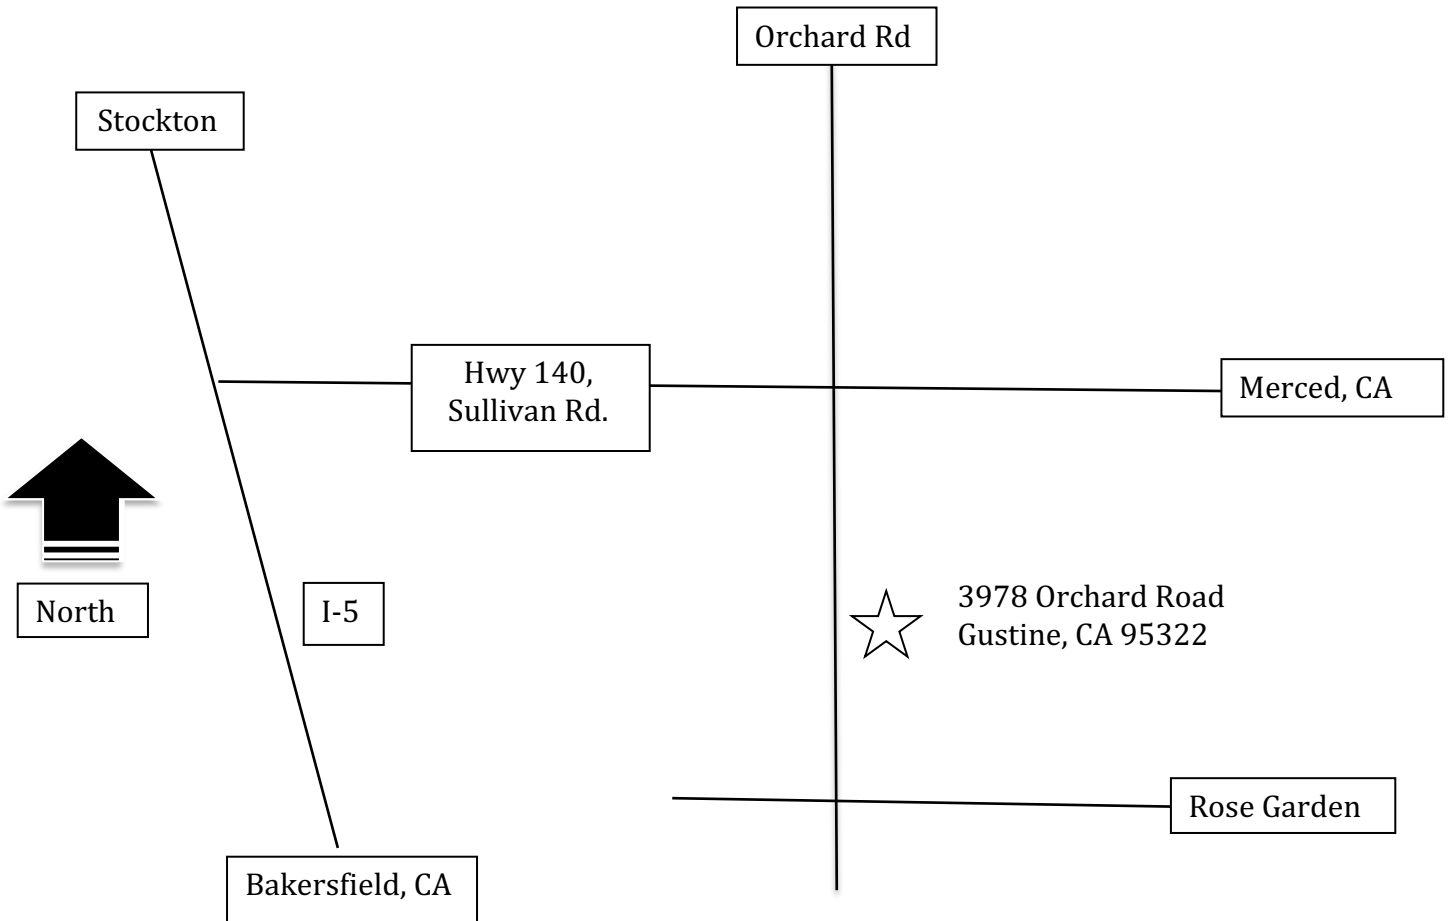 Orchard Rd
Stockton
Hwy 140,
Sullivan Rd.
Merced, CA
North
I-5
3978 Orchard Road
Gustine, CA 95322
Rose Garden
Bakersfield, CA